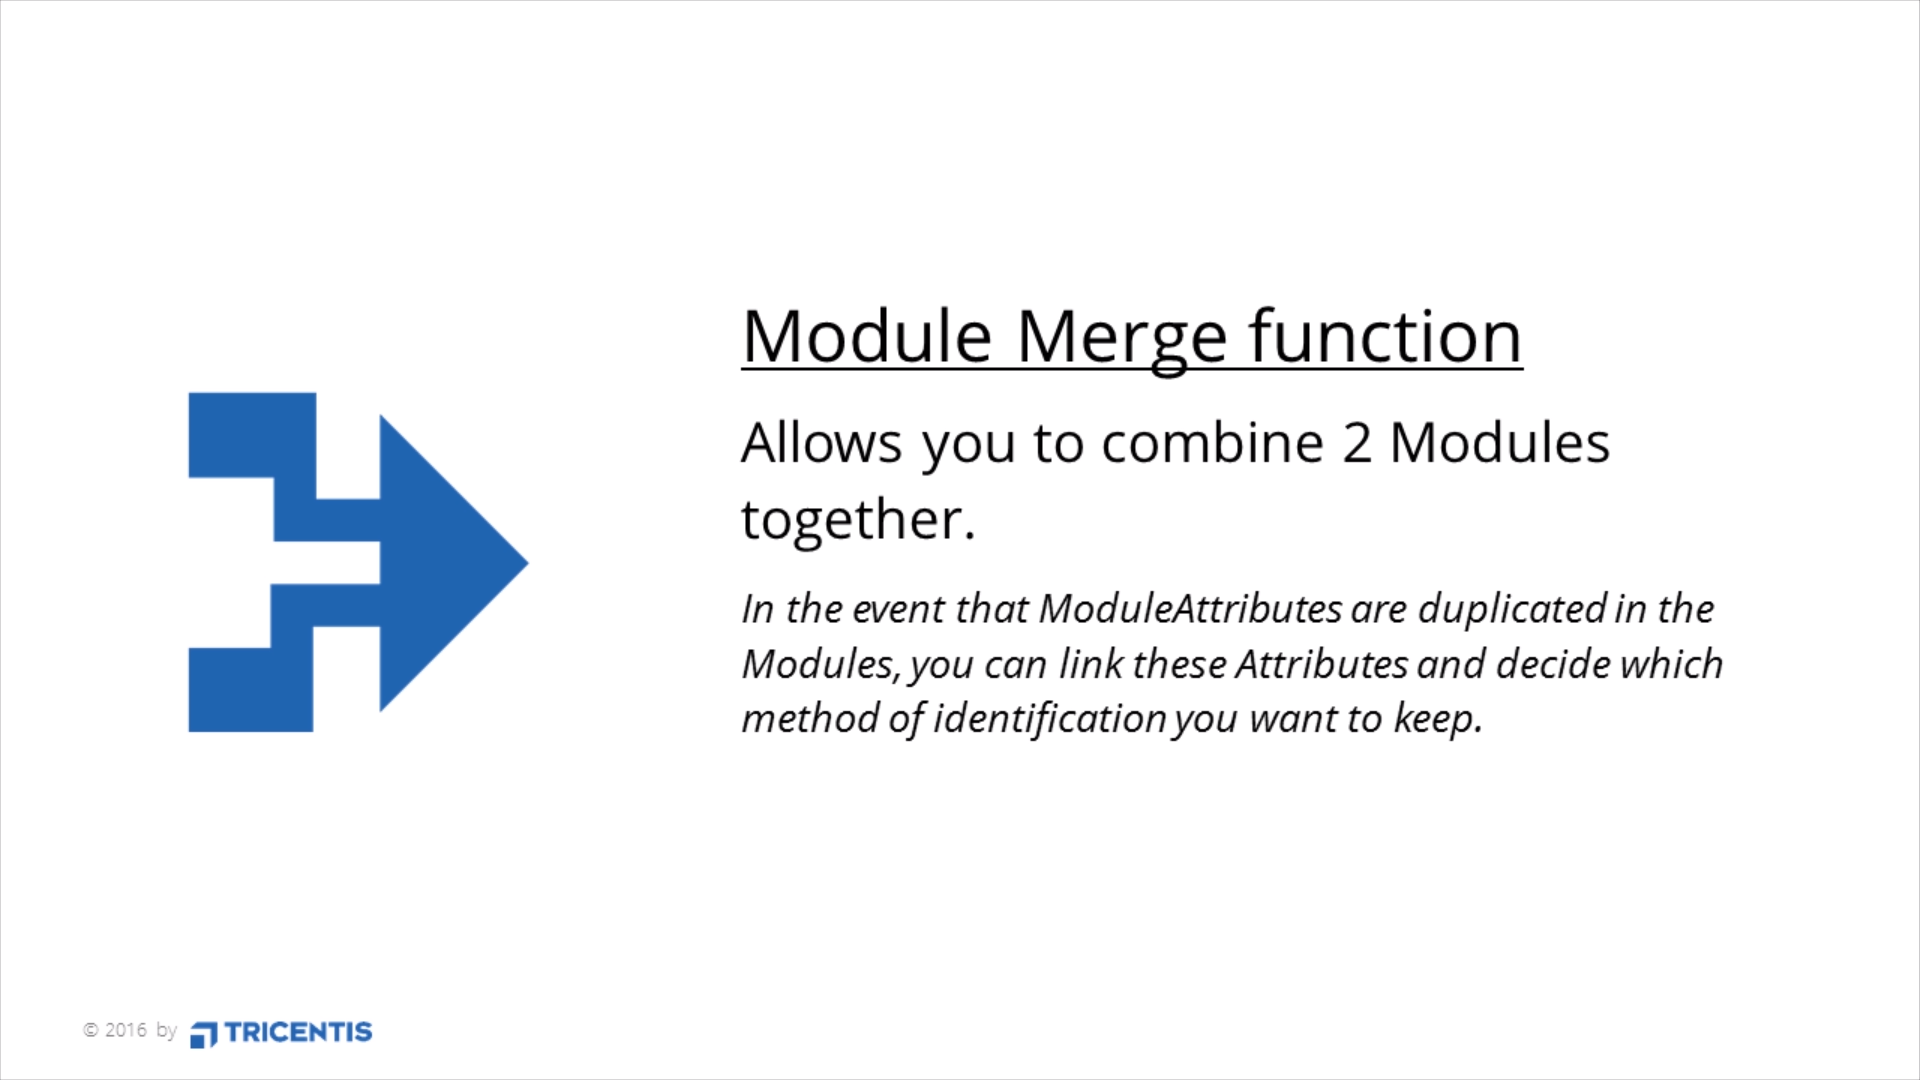 Module Merge function
Allows you to combine 2 Modules
together.
In the event that ModuleAttributes are duplicated in the
Modules, you can link these Attributes and decide which
method of identification you want to keep.
© 2016 by TRICENTIS